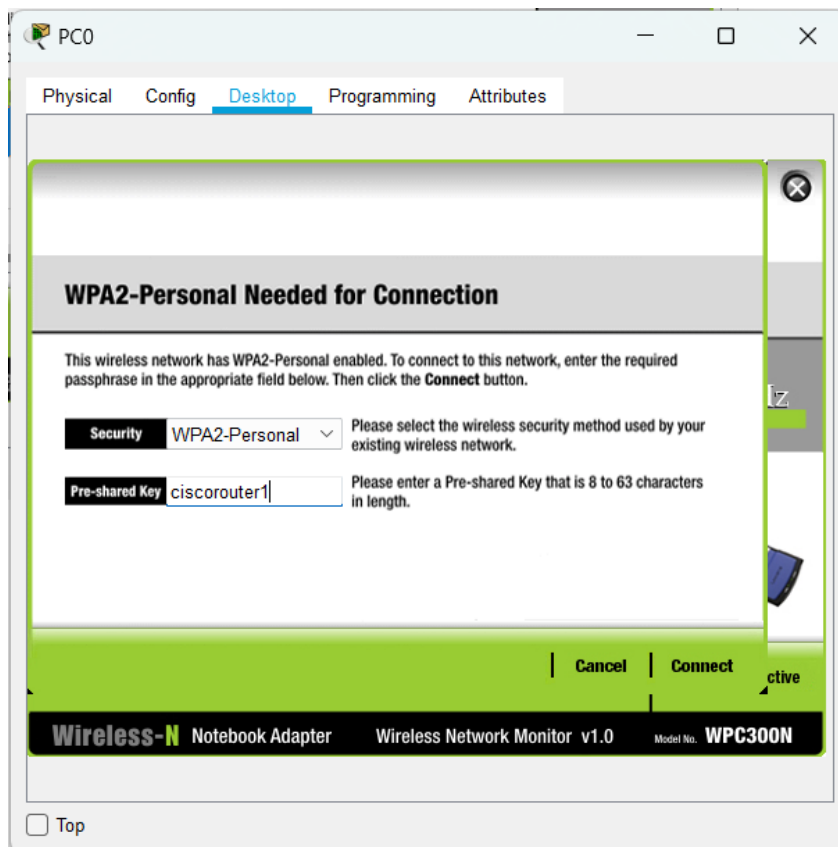 PC0
Physical Config Desktop Programming Attributes
WPA2-Personal Needed for Connection
This wireless network has WPA2-Personal enabled. To connect to this network, enter the required
passphrase in the appropriate field below. Then click the Connect button.
Security WPA2-Personal Please select the wireless security method used by your
existing wireless network.
Pre-shared Key ciscorouter1 Please enter a Pre-shared Key that is 8 to 63 characters
in length.
Cancel Connect
ctive
Wireless-N Notebook Adapter Wireless Network Monitor v1.0 Model No. WPC300N
Top